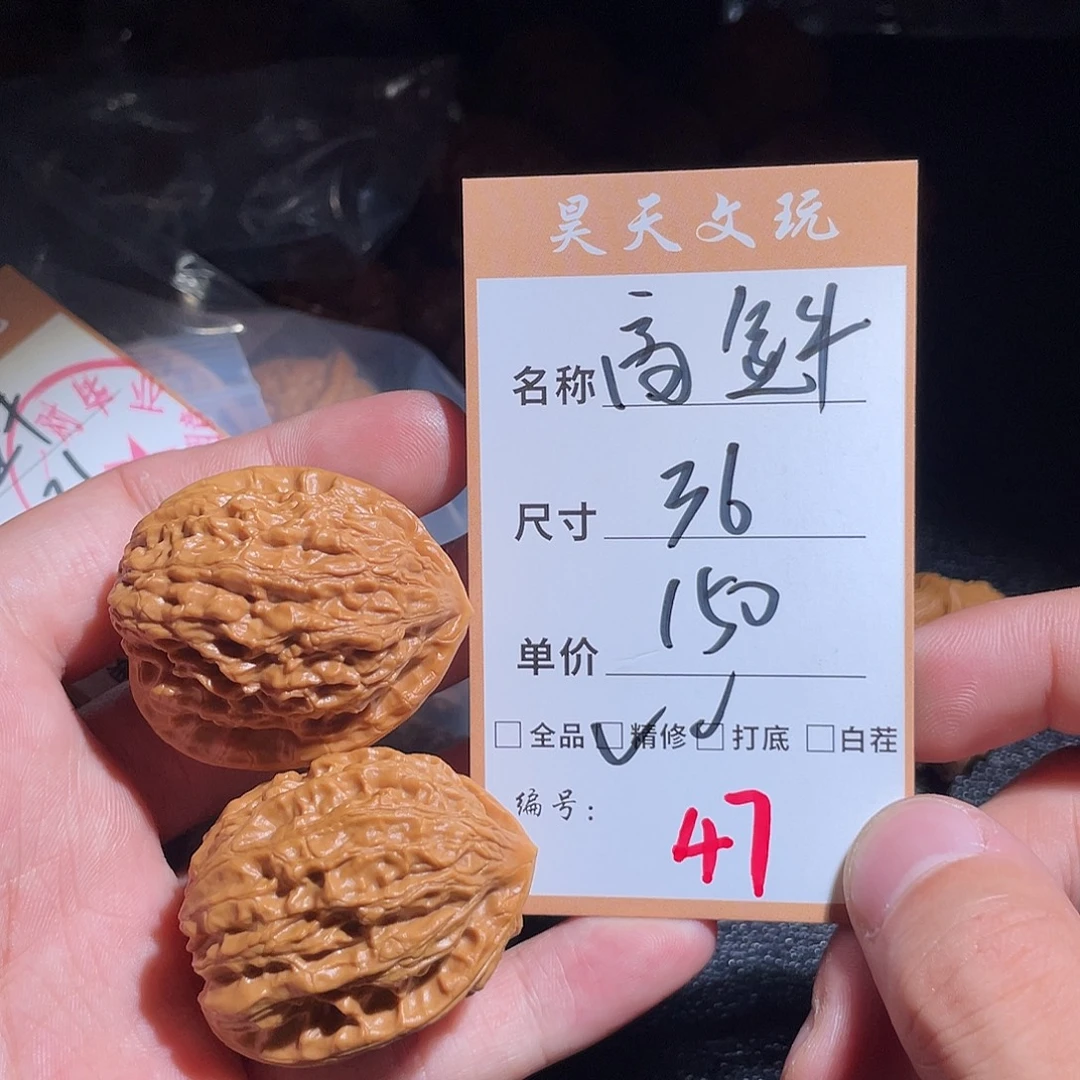 昊天文玩
名称 高
尺寸 36
单价 150
□ 全品 □ 精修 □ 打底 □ 白茬
编号: 47